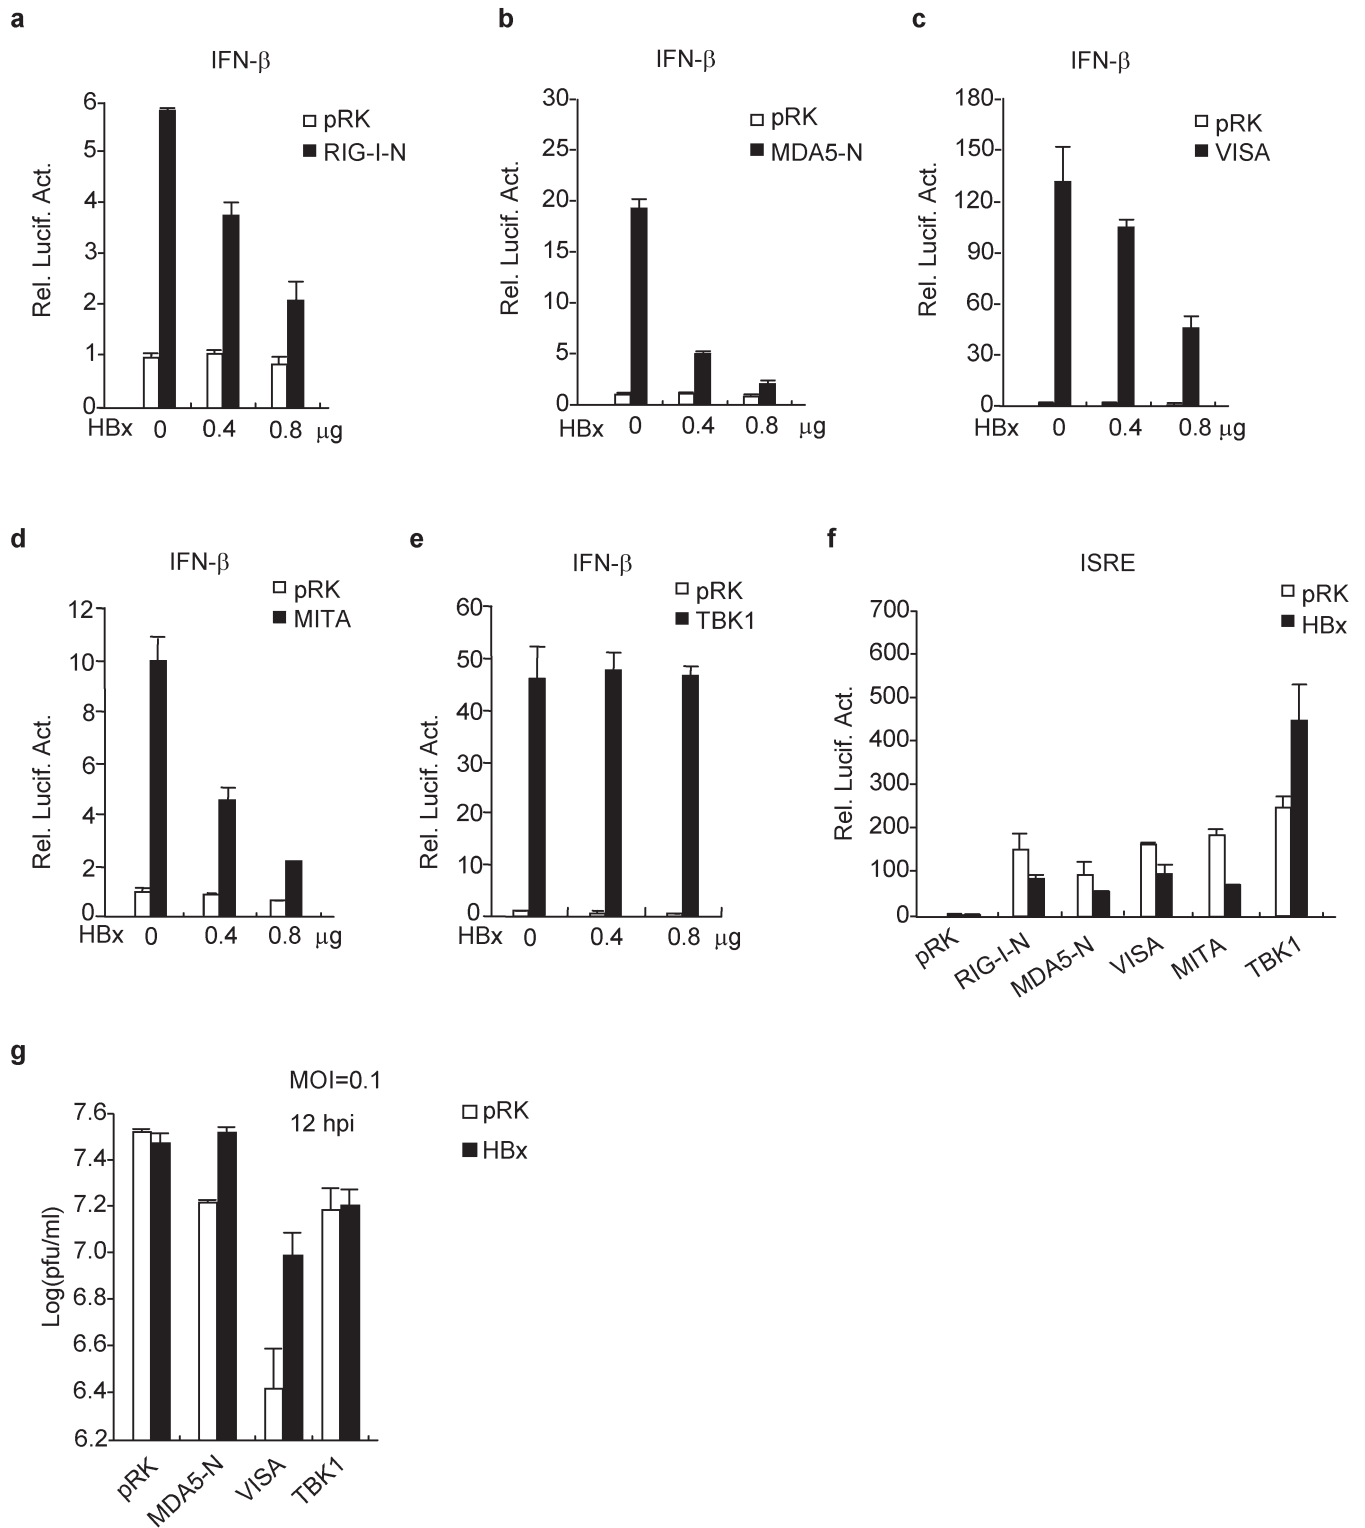 a
IFN-β
Rel. Lucif. Act.
6
5
4
3
2
1
0
pRK
RIG-I-N
HBx 0 0.4 0.8 μg
b
IFN-β
Rel. Lucif. Act.
30
25
20
15
10
5
0
pRK
MDA5-N
HBx 0 0.4 0.8 μg
c
IFN-β
Rel. Lucif. Act.
180
150
120
90
60
30
0
pRK
VISA
HBx 0 0.4 0.8 μg
d
IFN-β
Rel. Lucif. Act.
12
10
8
6
4
2
0
pRK
MITA
HBx 0 0.4 0.8 μg
e
IFN-β
Rel. Lucif. Act.
60
50
40
30
20
10
0
pRK
TBK1
HBx 0 0.4 0.8 μg
f
ISRE
Rel. Lucif. Act.
700
600
500
400
300
200
100
0
pRK
HBx
pRK RIG-I-N MDA5-N VISA MITA TBK1
g
MOI=0.1
12 hpi
Log(pfu/ml)
7.6
7.4
7.2
7.0
6.8
6.6
6.4
6.2
pRK
HBx
pRK MDA5-N VISA TBK1